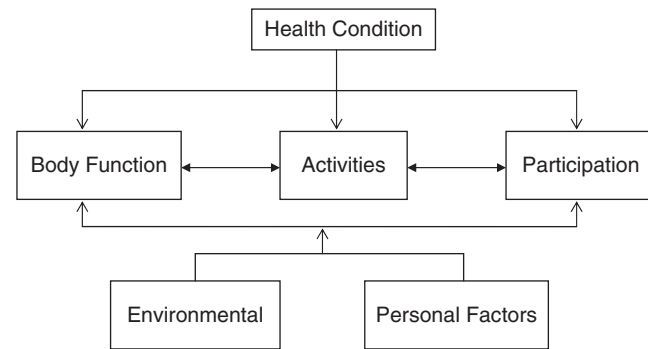 Health Condition
Body Function
Activities
Participation
Environmental
Personal Factors